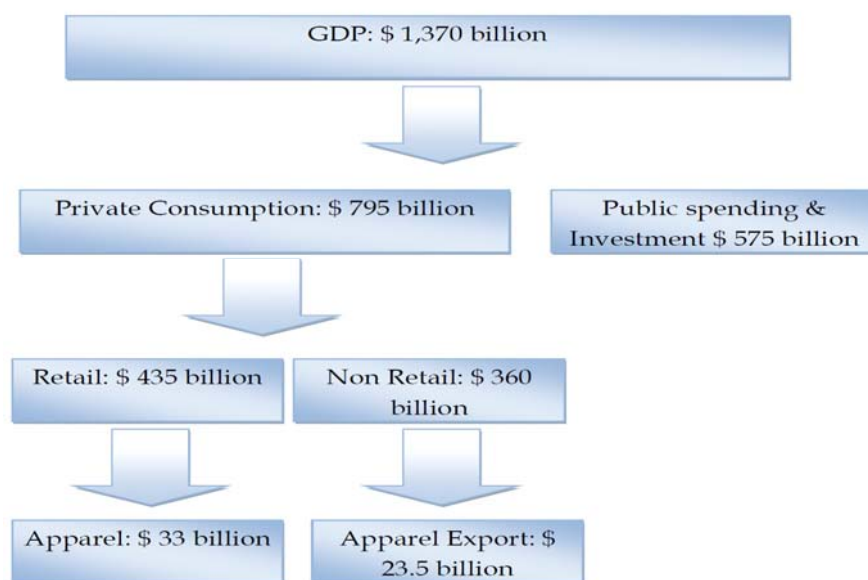 GDP: $ 1,370 billion
Private Consumption: $ 795 billion
Public spending &
Investment $ 575 billion
Retail: $ 435 billion
Non Retail: $ 360
billion
Apparel: $ 33 billion
Apparel Export: $
23.5 billion